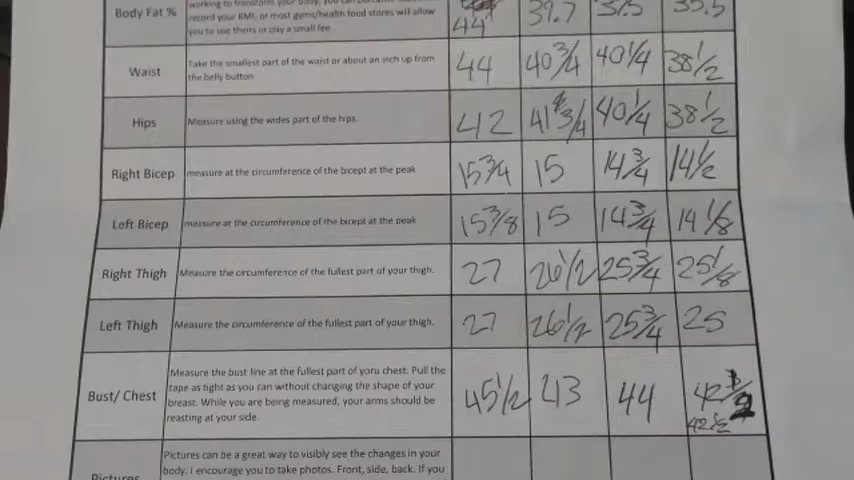 working to transform your body, you can
Body Fat % record your BMI, or most gyms/health food stores will allow 44 39.7 37.5 35.5
you to use theirs or pay a small fee
Waist Take the smallest part of the waist or about an inch up from 44 40 3/4 40 1/4 38 1/2
the belly button
Hips Measure using the wides part of the hips. 42 41 3/4 40 1/4 38 1/2
Right Bicep measure at the circumference of the bicept at the peak 15 3/4 15 14 3/4 14 1/2
Left Bicep measure at the circumference of the bicept at the peak 15 3/8 15 14 3/4 14 1/8
Right Thigh Measure the circumference of the fullest part of your thigh. 27 26 1/2 25 3/4 25 1/8
Left Thigh Measure the circumference of the fullest part of your thigh. 27 26 1/2 25 3/4 25
Measure the bust line at the fullest part of yoru chest. Pull the
tape as tight as you can without changing the shape of your
Bust/ Chest breast. While you are being measured, your arms should be 45 1/2 43 44 42
reasting at your side. 42 1/2
Pictures can be a great way to visibly see the changes in your
Pictures body. I encourage you to take photos. Front, side, back. If you